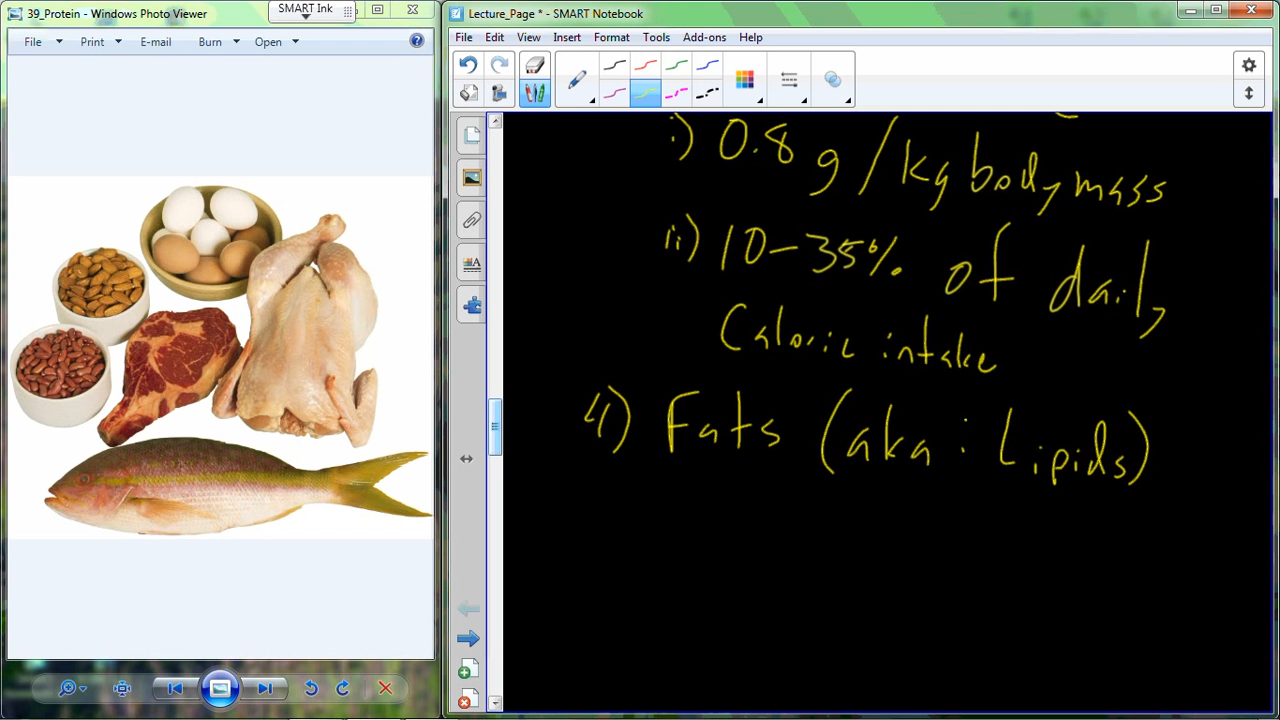 39_Protein - Windows Photo Viewer
SMART Ink
File Print E-mail Burn Open
Lecture_Page * - SMART Notebook
File Edit View Insert Format Tools Add-ons Help
i) 0.8 g/kg body mass
ii) 10-35% of daily
Caloric intake
4) Fats (aka: Lipids)